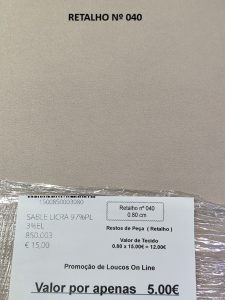 RETALHO Nº 040
1500850003080
SABLE LICRA 97%PL
3%EL
850.003
€ 15,00
Retalho nº 040
0.80 cm
Restos de Peça ( Retalho )
Valor de Tecido
0.80 x 15.00€ = 12.00€
Promoção de Loucos On Line
Valor por apenas 5.00€